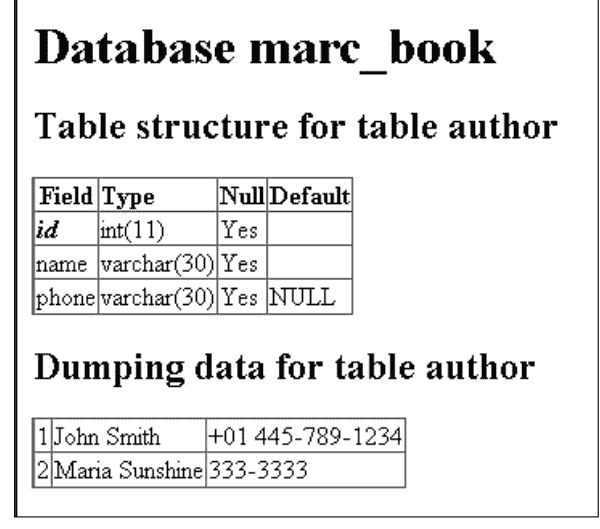 Database marc_book
Table structure for table author
Field Type Null Default
id int(11) Yes
name varchar(30) Yes
phone varchar(30) Yes NULL
Dumping data for table author
1 John Smith +01 445-789-1234
2 Maria Sunshine 333-3333